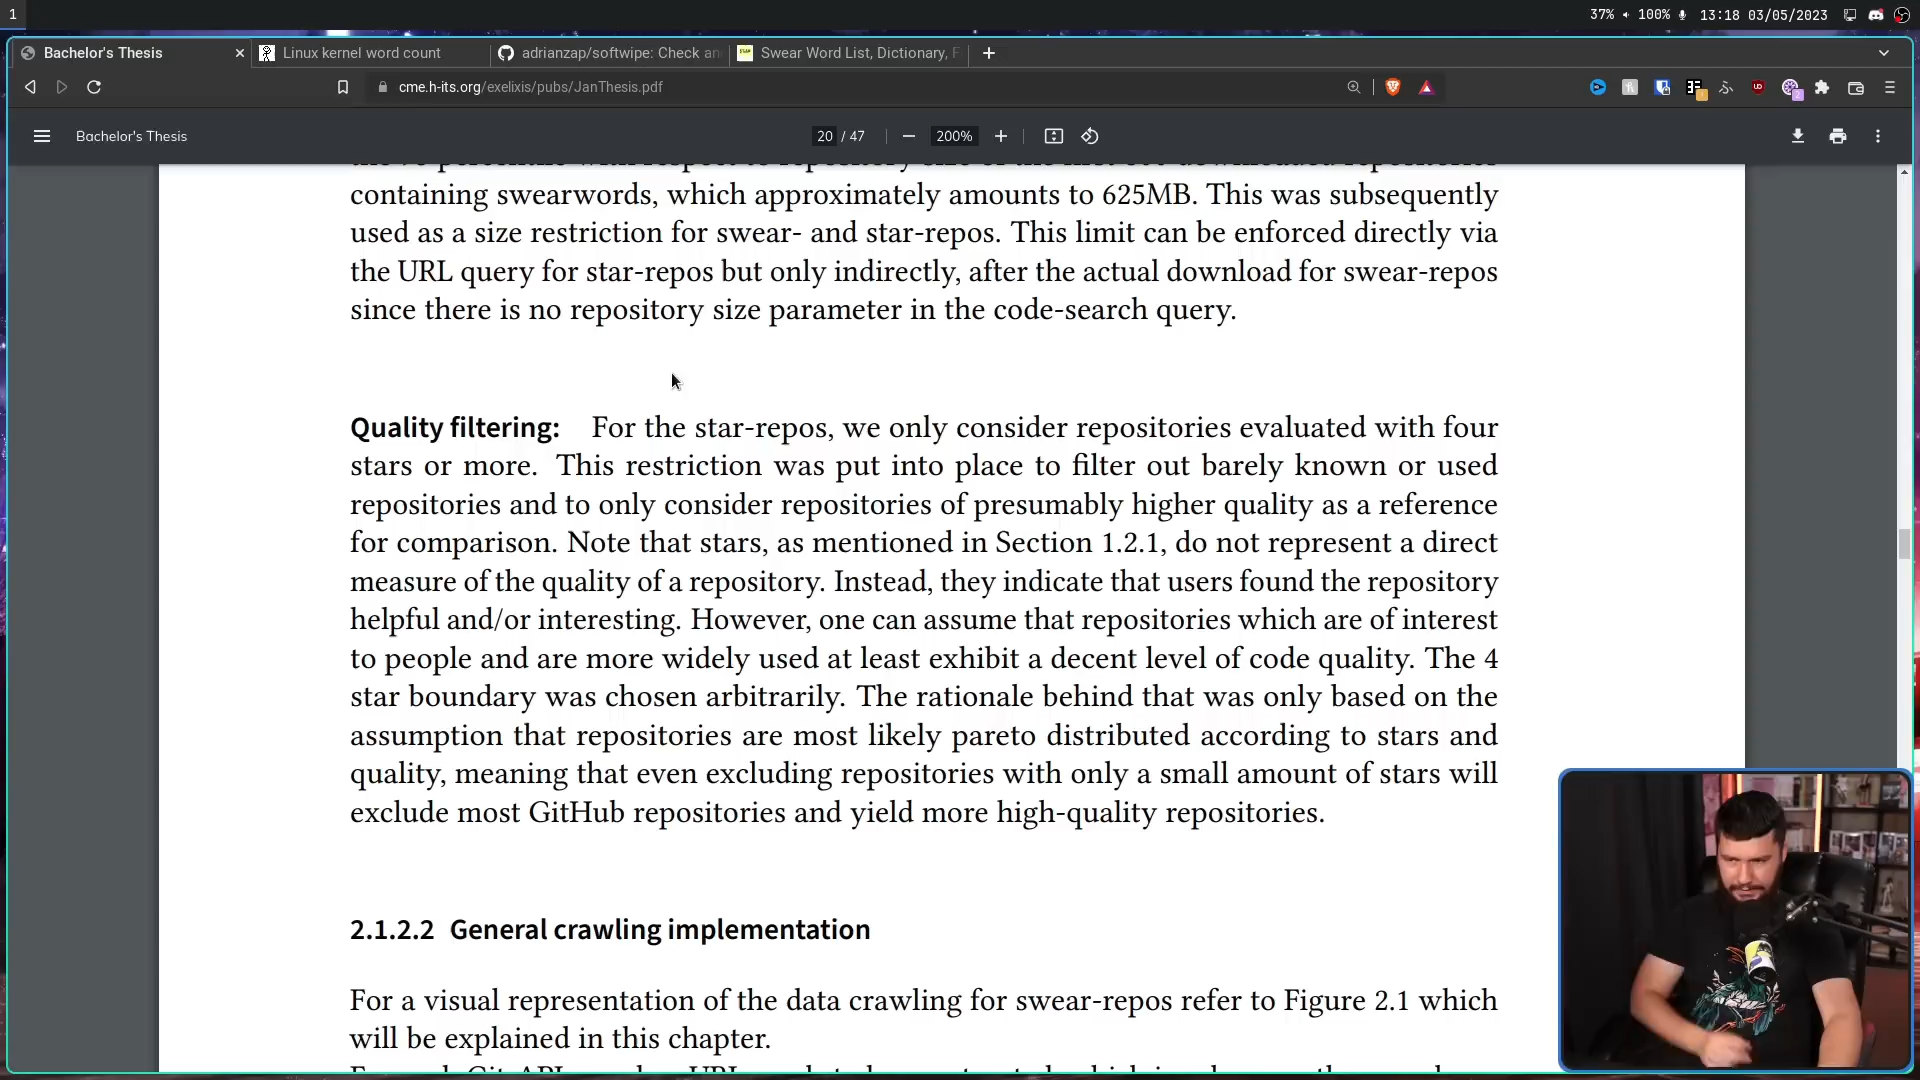 1
37% 100% 13:18 03/05/2023
Bachelor's Thesis
Linux kernel word count
adrianzap/softwipe: Check an
Swear Word List, Dictionary, F
cme.h-its.org/exelixis/pubs/JanThesis.pdf
Bachelor's Thesis
20 / 47
200%
containing swearwords, which approximately amounts to 625MB. This was subsequently
used as a size restriction for swear- and star-repos. This limit can be enforced directly via
the URL query for star-repos but only indirectly, after the actual download for swear-repos
since there is no repository size parameter in the code-search query.
Quality filtering: For the star-repos, we only consider repositories evaluated with four
stars or more. This restriction was put into place to filter out barely known or used
repositories and to only consider repositories of presumably higher quality as a reference
for comparison. Note that stars, as mentioned in Section 1.2.1, do not represent a direct
measure of the quality of a repository. Instead, they indicate that users found the repository
helpful and/or interesting. However, one can assume that repositories which are of interest
to people and are more widely used at least exhibit a decent level of code quality. The 4
star boundary was chosen arbitrarily. The rationale behind that was only based on the
assumption that repositories are most likely pareto distributed according to stars and
quality, meaning that even excluding repositories with only a small amount of stars will
exclude most GitHub repositories and yield more high-quality repositories.
2.1.2.2 General crawling implementation
For a visual representation of the data crawling for swear-repos refer to Figure 2.1 which
will be explained in this chapter.